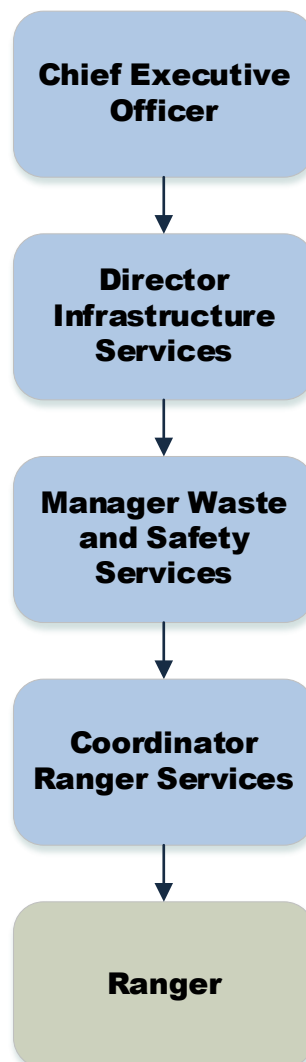 Chief Executive
Officer
Director
Infrastructure
Services
Manager Waste
and Safety
Services
Coordinator
Ranger Services
Ranger